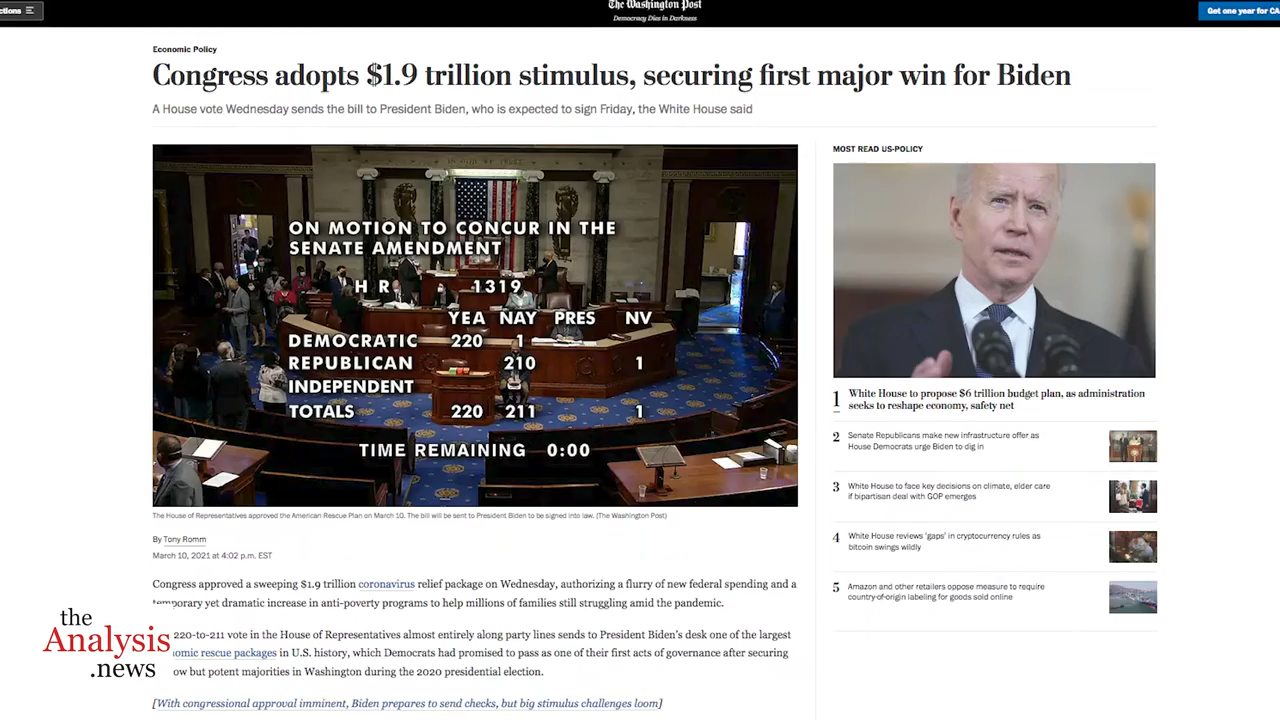 ctions
The Washington Post
Democracy Dies in Darkness
Get one year for CA
Economic Policy
Congress adopts $1.9 trillion stimulus, securing first major win for Biden
A House vote Wednesday sends the bill to President Biden, who is expected to sign Friday, the White House said
ON MOTION TO CONCUR IN THE
SENATE AMENDMENT
H R 1319
YEA NAY PRES NV
DEMOCRATIC 220 1
REPUBLICAN 210 1
INDEPENDENT
TOTALS 220 211 1
TIME REMAINING 0:00
The House of Representatives approved the American Rescue Plan on March 10. The bill will be sent to President Biden to be signed into law. (The Washington Post)
By Tony Romm
March 10, 2021 at 4:02 p.m. EST
Congress approved a sweeping $1.9 trillion coronavirus relief package on Wednesday, authorizing a flurry of new federal spending and a
temporary yet dramatic increase in anti-poverty programs to help millions of families still struggling amid the pandemic.
220-to-211 vote in the House of Representatives almost entirely along party lines sends to President Biden's desk one of the largest
omic rescue packages in U.S. history, which Democrats had promised to pass as one of their first acts of governance after securing
ow but potent majorities in Washington during the 2020 presidential election.
[With congressional approval imminent, Biden prepares to send checks, but big stimulus challenges loom]
MOST READ US-POLICY
1 White House to propose $6 trillion budget plan, as administration
seeks to reshape economy, safety net
2 Senate Republicans make new infrastructure offer as
House Democrats urge Biden to dig in
3 White House to face key decisions on climate, elder care
if bipartisan deal with GOP emerges
4 White House reviews 'gaps' in cryptocurrency rules as
bitcoin swings wildly
5 Amazon and other retailers oppose measure to require
country-of-origin labeling for goods sold online
the
Analysis
.news